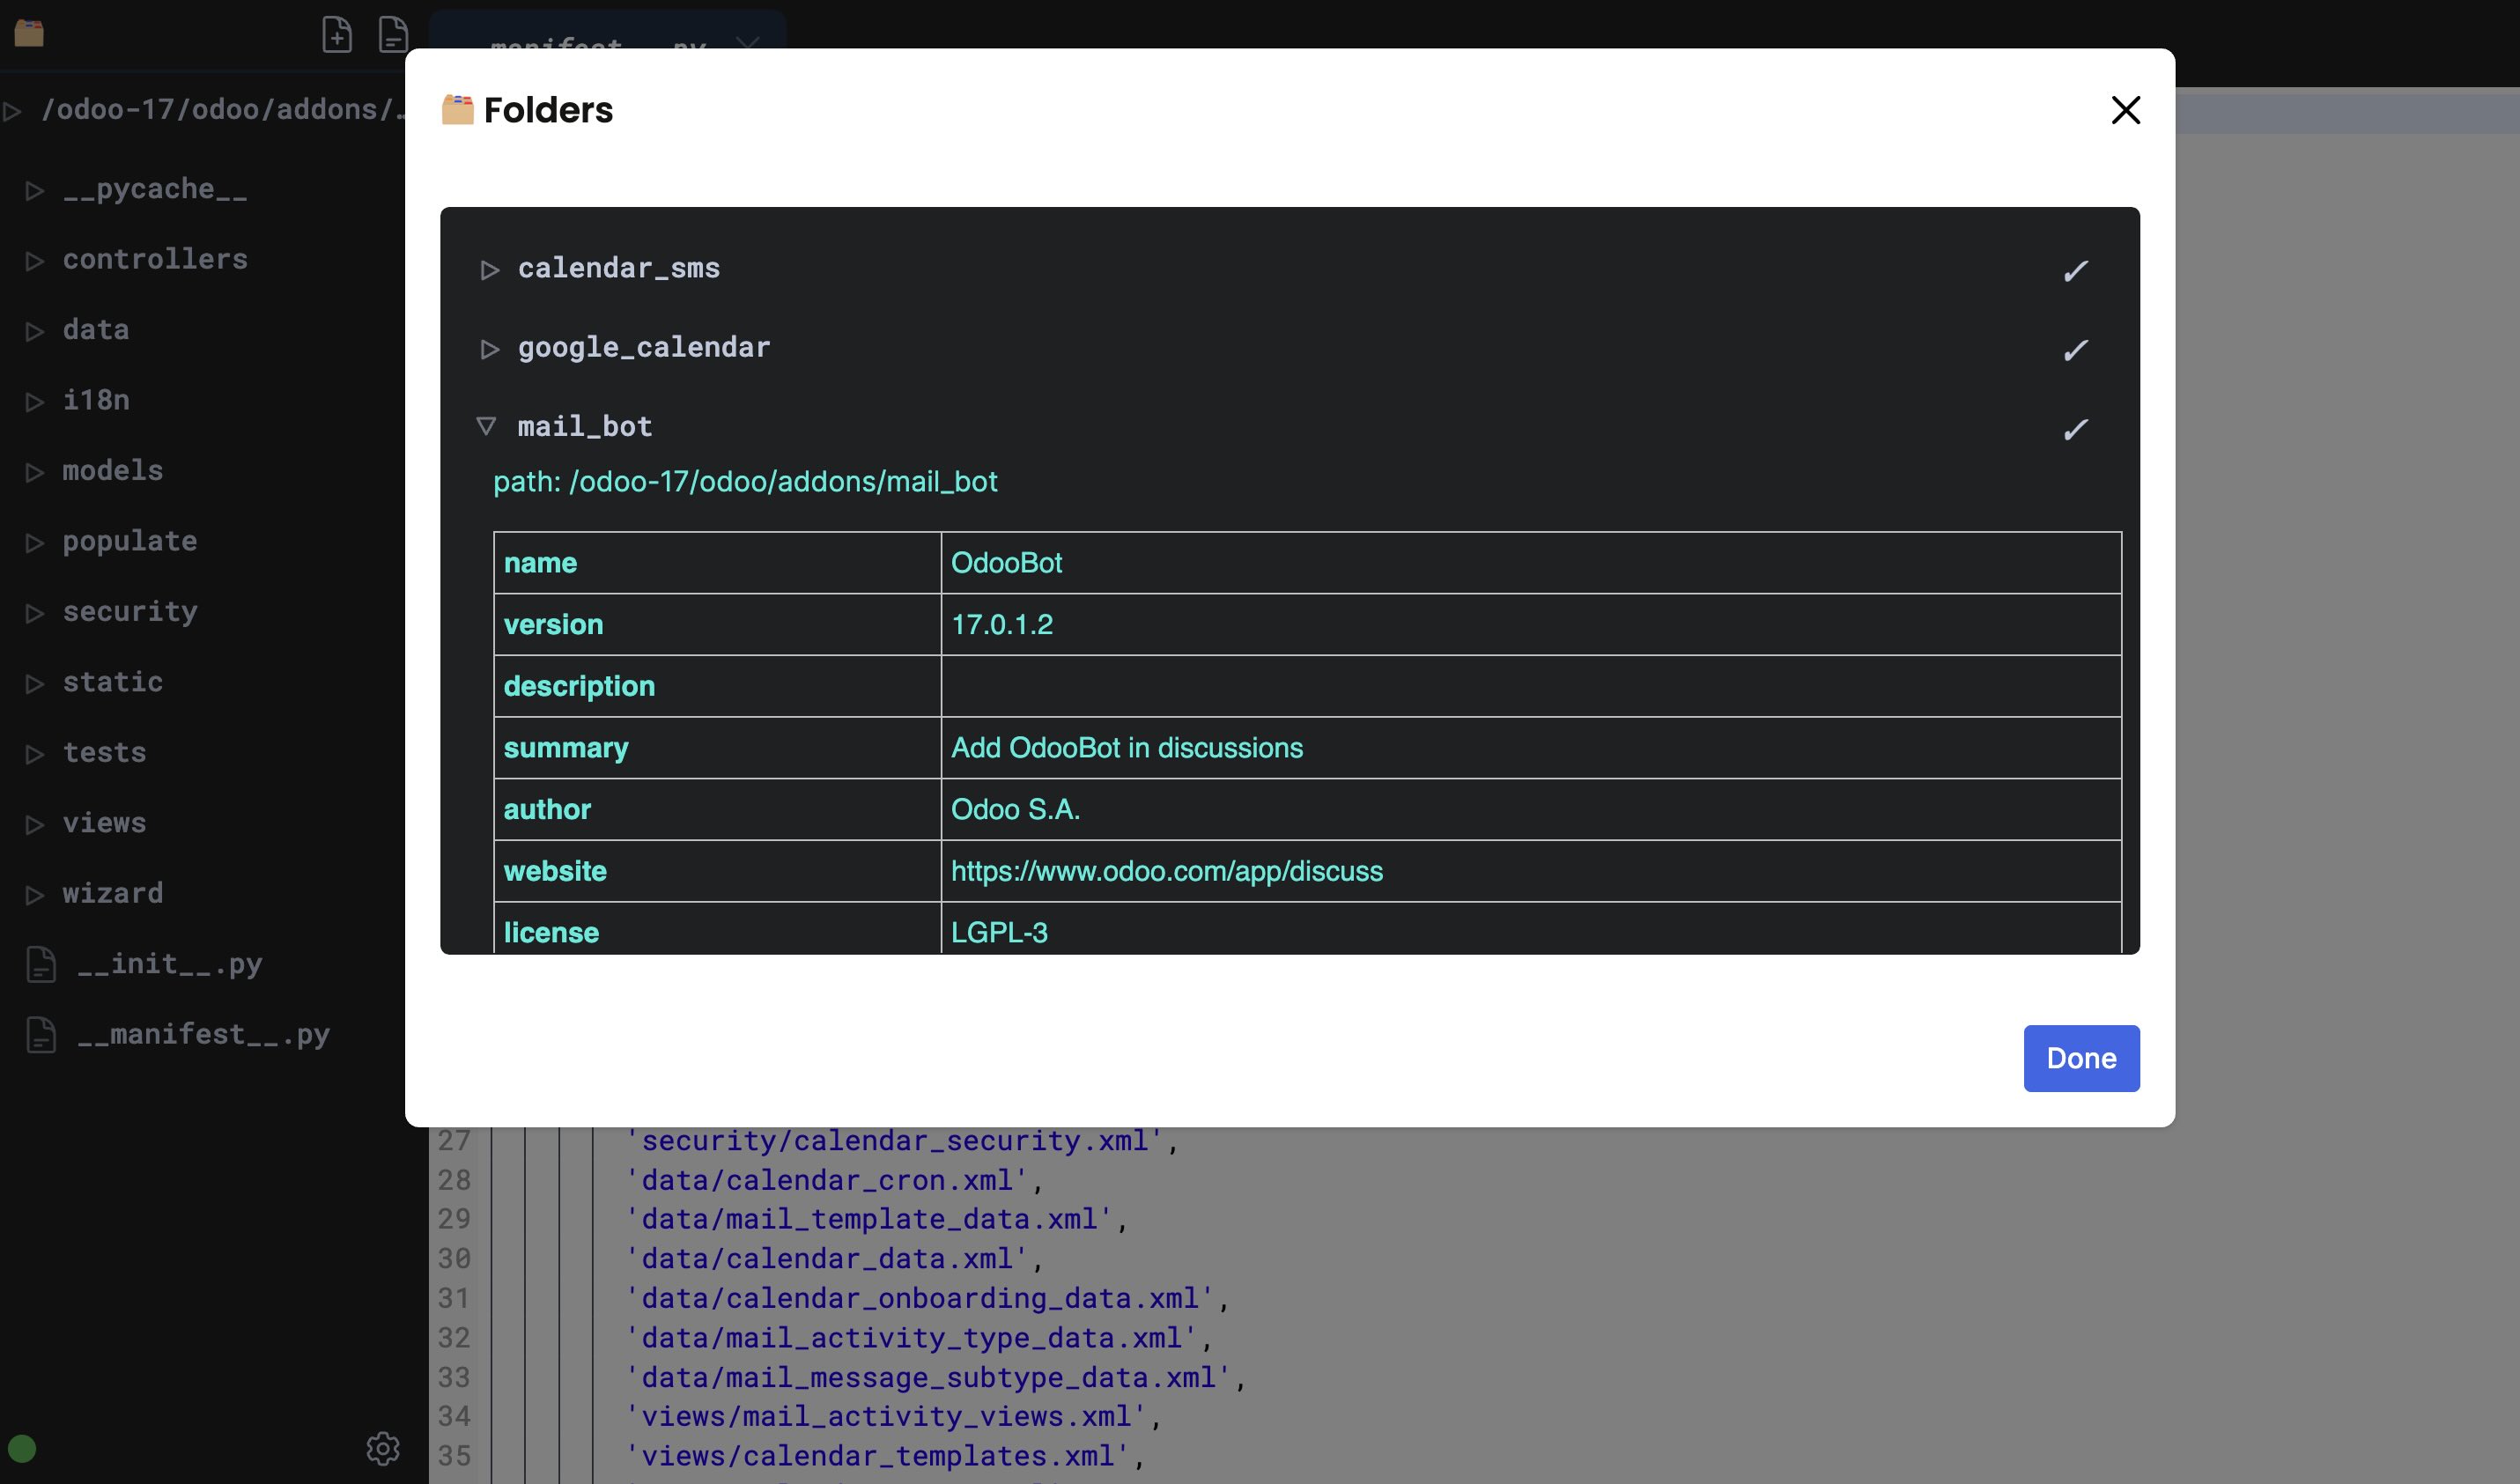 __manifest__.py
/odoo-17/odoo/addons/…
__pycache__
controllers
data
i18n
models
populate
security
static
tests
views
wizard
__init__.py
__manifest__.py
Folders
calendar_sms
google_calendar
mail_bot
path: /odoo-17/odoo/addons/mail_bot
name OdooBot
version 17.0.1.2
description
summary Add OdooBot in discussions
author Odoo S.A.
website https://www.odoo.com/app/discuss
license LGPL-3
Done
27 'security/calendar_security.xml',
28 'data/calendar_cron.xml',
29 'data/mail_template_data.xml',
30 'data/calendar_data.xml',
31 'data/calendar_onboarding_data.xml',
32 'data/mail_activity_type_data.xml',
33 'data/mail_message_subtype_data.xml',
34 'views/mail_activity_views.xml',
35 'views/calendar_templates.xml',